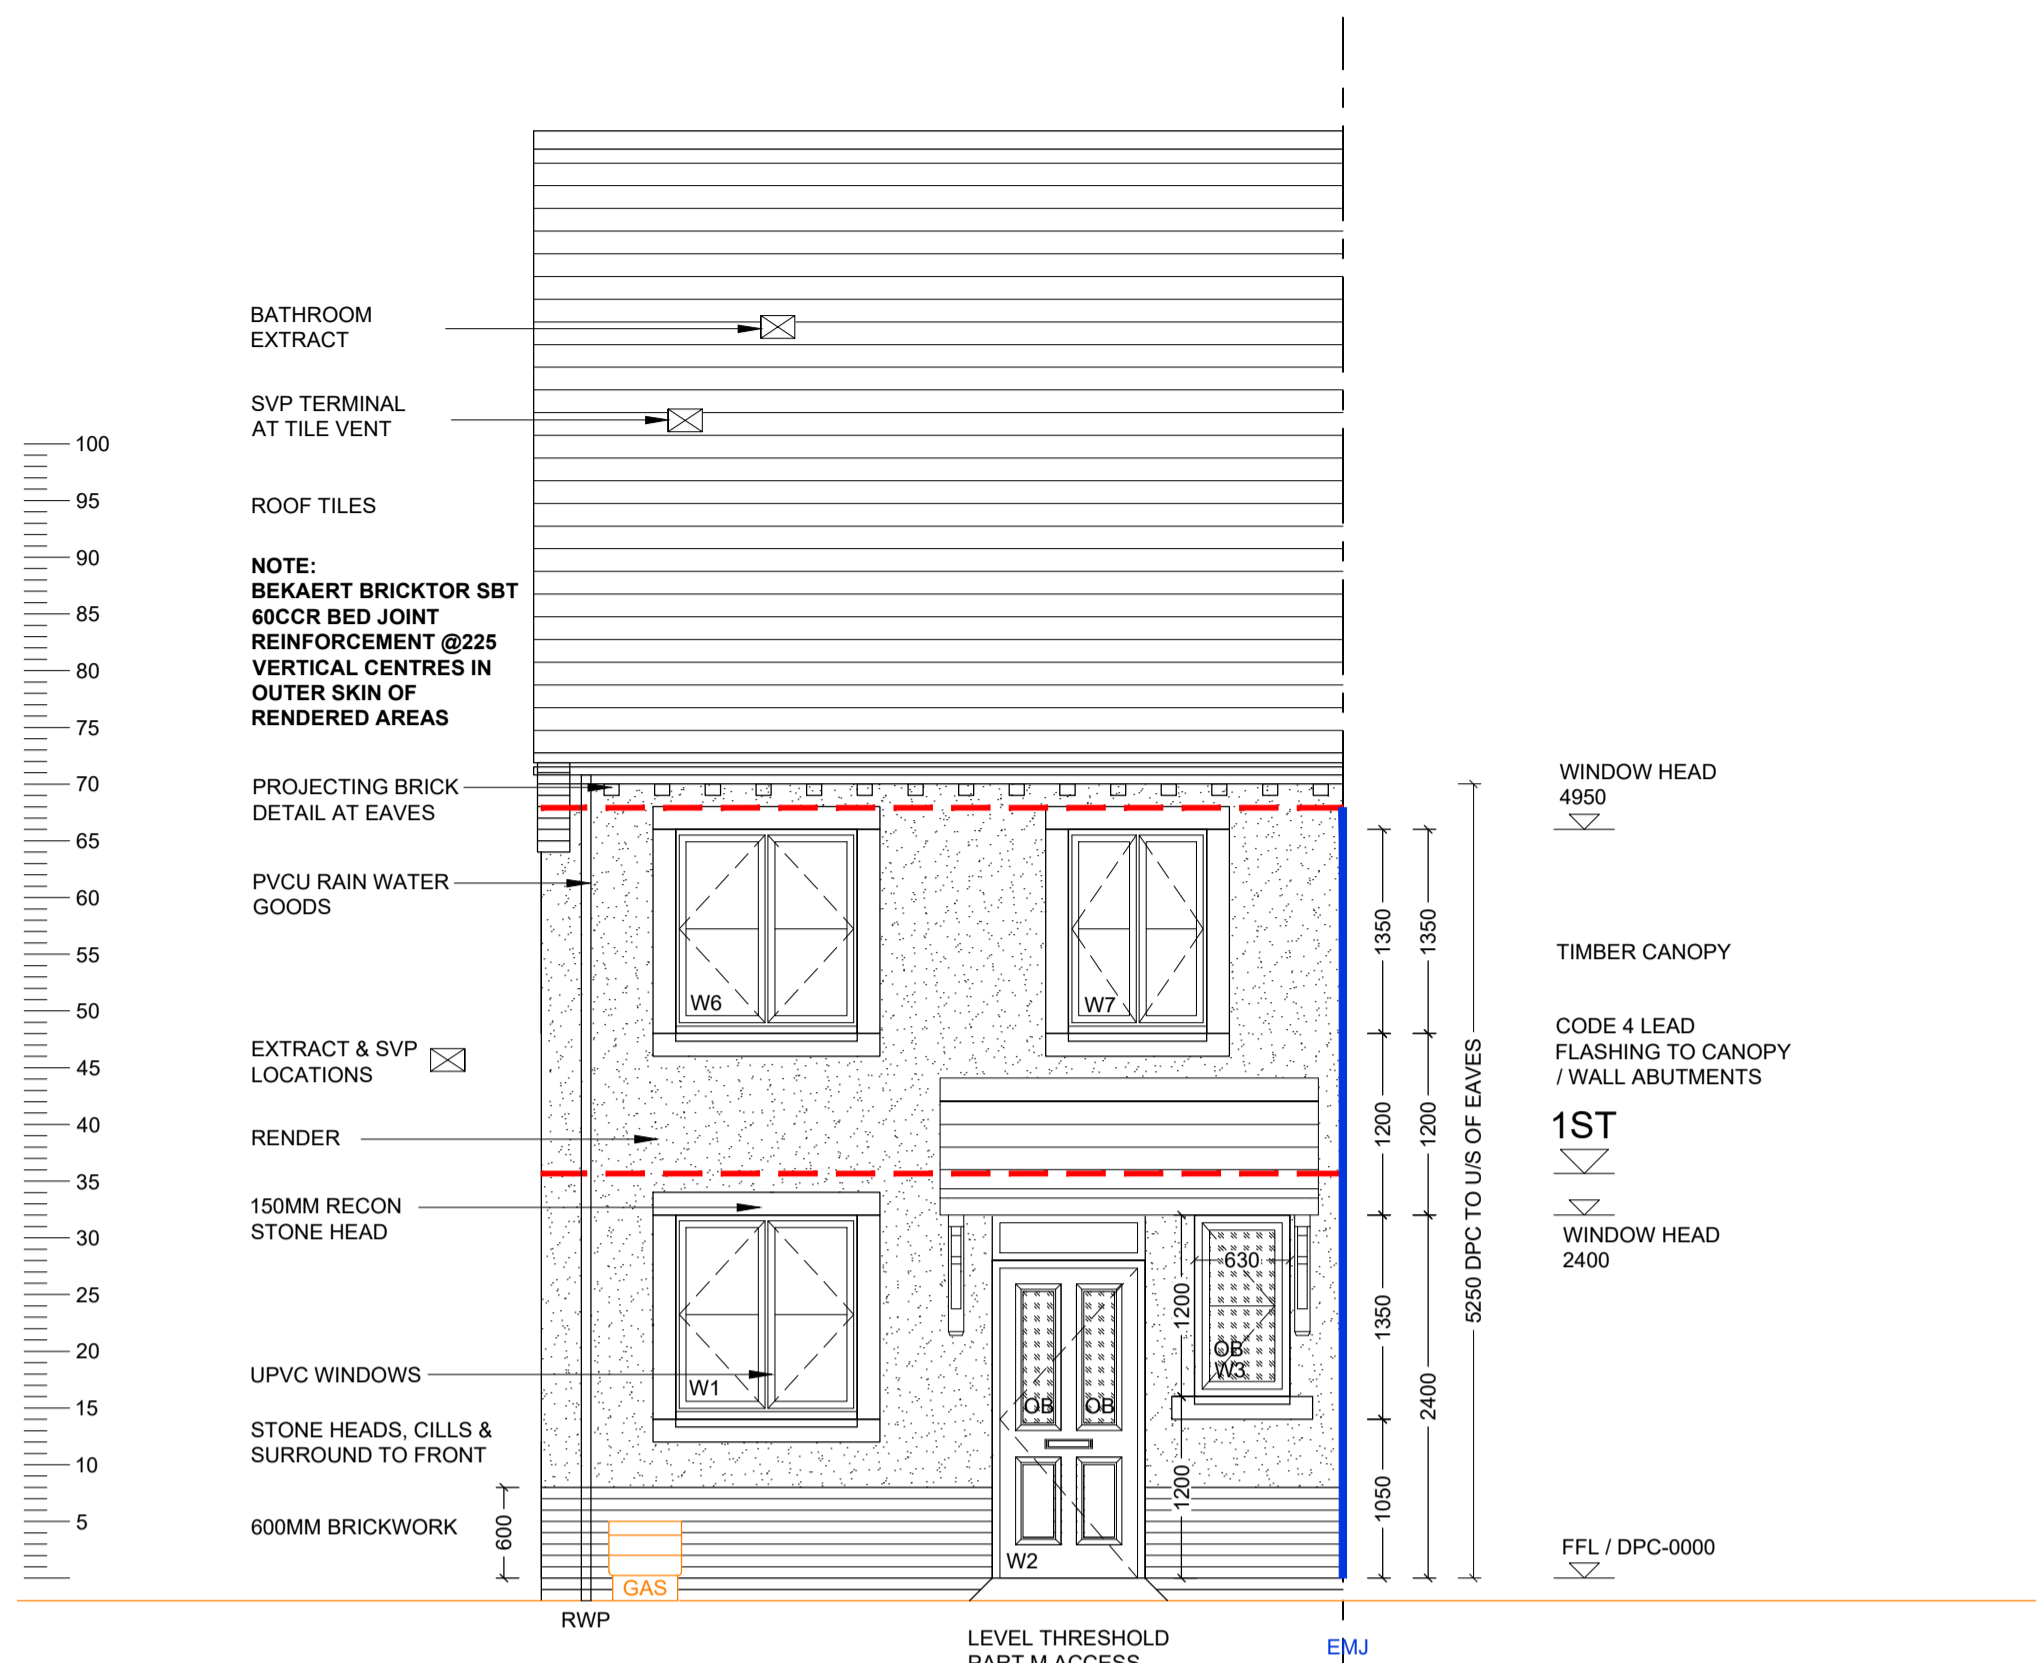 BATHROOM
EXTRACT
SVP TERMINAL
AT TILE VENT
100
95
ROOF TILES
90
NOTE:
BEKAERT BRICKTOR SBT
60CCR BED JOINT
REINFORCEMENT @225
VERTICAL CENTRES IN
OUTER SKIN OF
RENDERED AREAS
85
80
75
70
PROJECTING BRICK
DETAIL AT EAVES
65
60
PVCU RAIN WATER
GOODS
55
50
EXTRACT & SVP
LOCATIONS
45
40
RENDER
35
150MM RECON
STONE HEAD
30
25
20
UPVC WINDOWS
15
STONE HEADS, CILLS &
SURROUND TO FRONT
10
5
600MM BRICKWORK
600
GAS
RWP
W6
W7
W1
OB
OB
W2
630
OB
W3
1200
1200
1350
1200
1350
1050
1350
1200
2400
5250 DPC TO U/S OF EAVES
WINDOW HEAD
4950
TIMBER CANOPY
CODE 4 LEAD
FLASHING TO CANOPY
/ WALL ABUTMENTS
1ST
WINDOW HEAD
2400
FFL / DPC-0000
LEVEL THRESHOLD
PART M ACCESS
EMJ